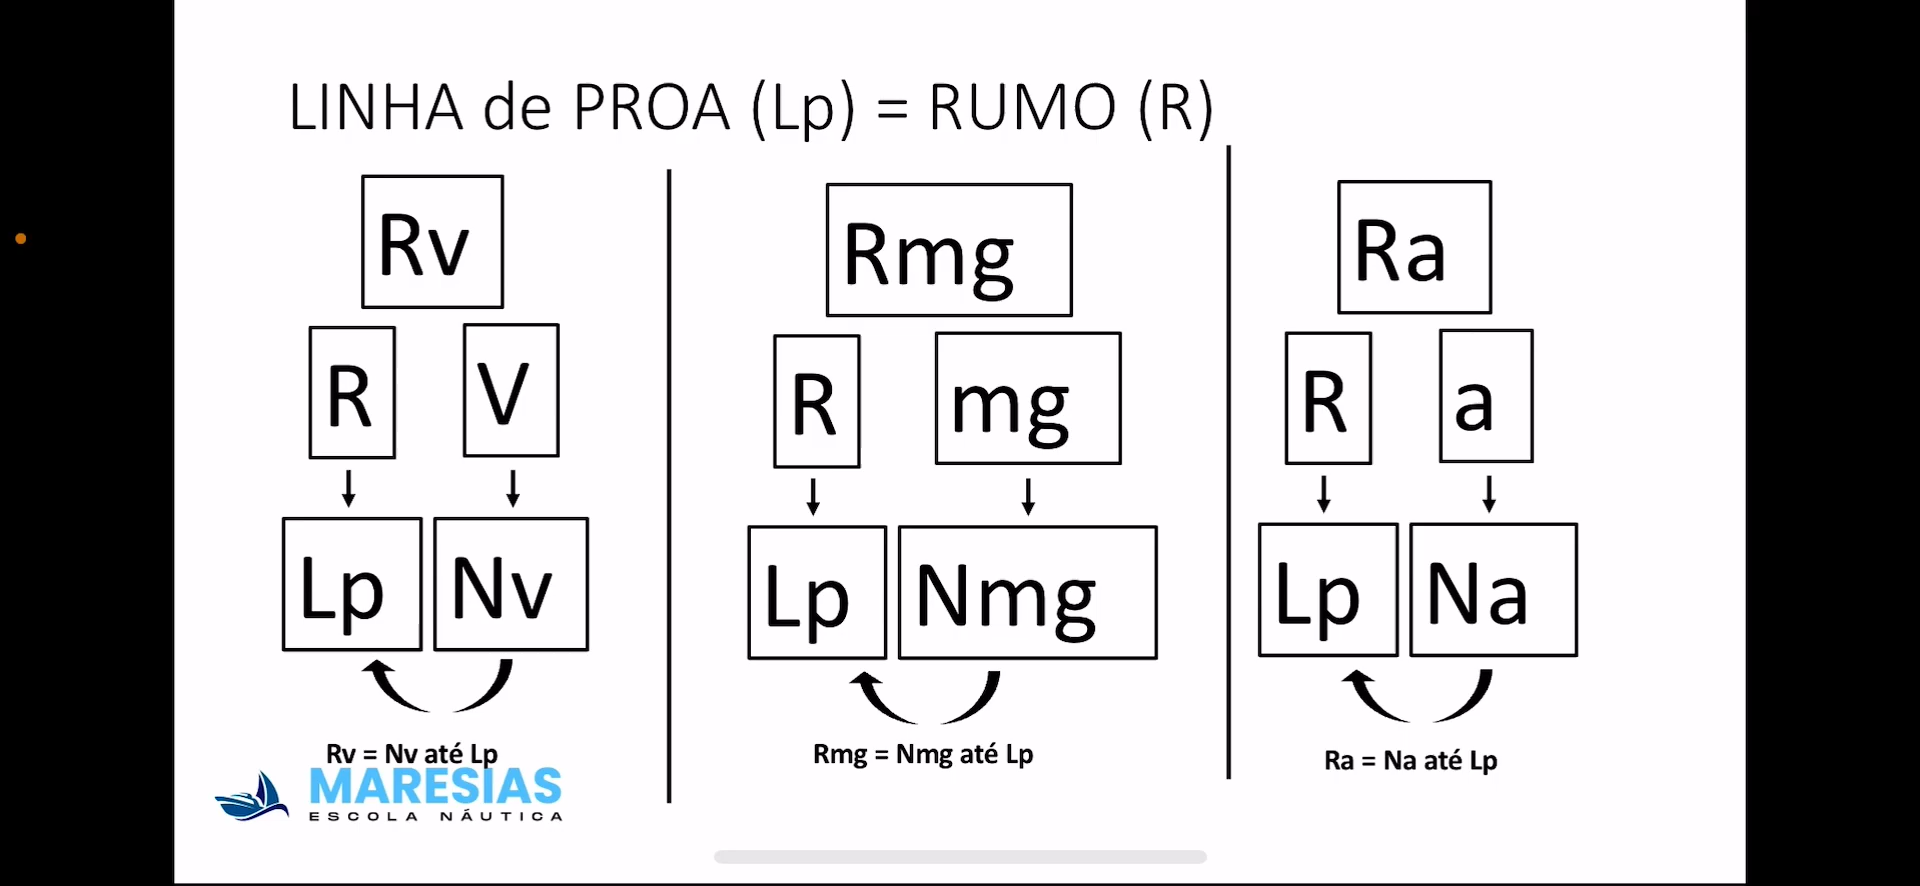 LINHA de PROA (Lp) = RUMO (R)
Rv
R V
Lp Nv
Rv = Nv até Lp
Rmg
R mg
Lp Nmg
Rmg = Nmg até Lp
Ra
R a
Lp Na
Ra = Na até Lp
MARESIAS
ESCOLA NÁUTICA